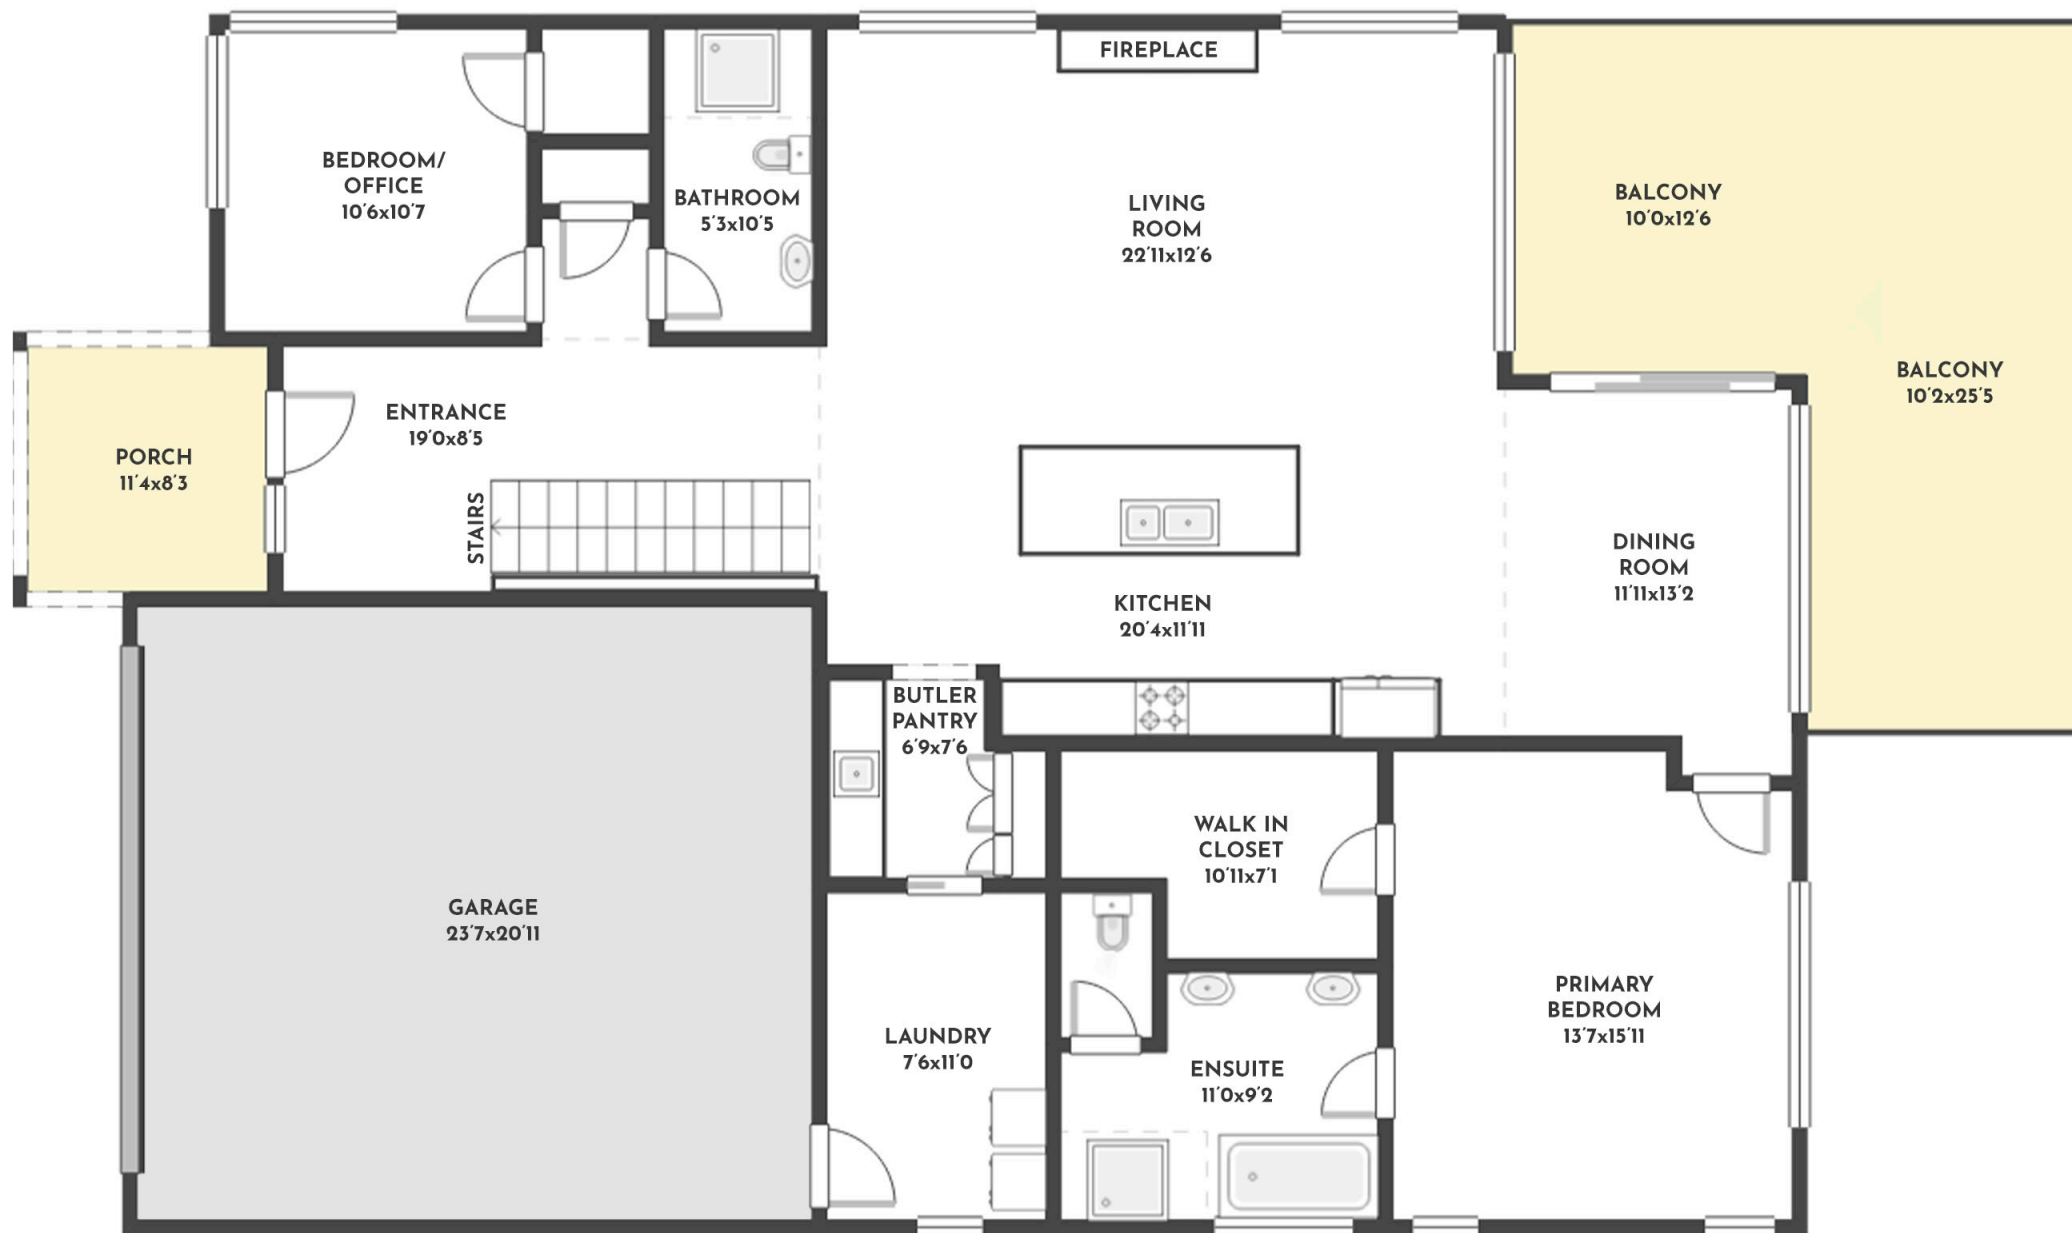 FIREPLACE
BEDROOM/
OFFICE
10'6x10'7
BATHROOM
5'3x10'5
LIVING
ROOM
22'11x12'6
BALCONY
10'0x12'6
BALCONY
10'2x25'5
ENTRANCE
19'0x8'5
PORCH
11'4x8'3
STAIRS
DINING
ROOM
11'11x13'2
KITCHEN
20'4x11'11
BUTLER
PANTRY
6'9x7'6
WALK IN
CLOSET
10'11x7'1
GARAGE
23'7x20'11
PRIMARY
BEDROOM
13'7x15'11
LAUNDRY
7'6x11'0
ENSUITE
11'0x9'2